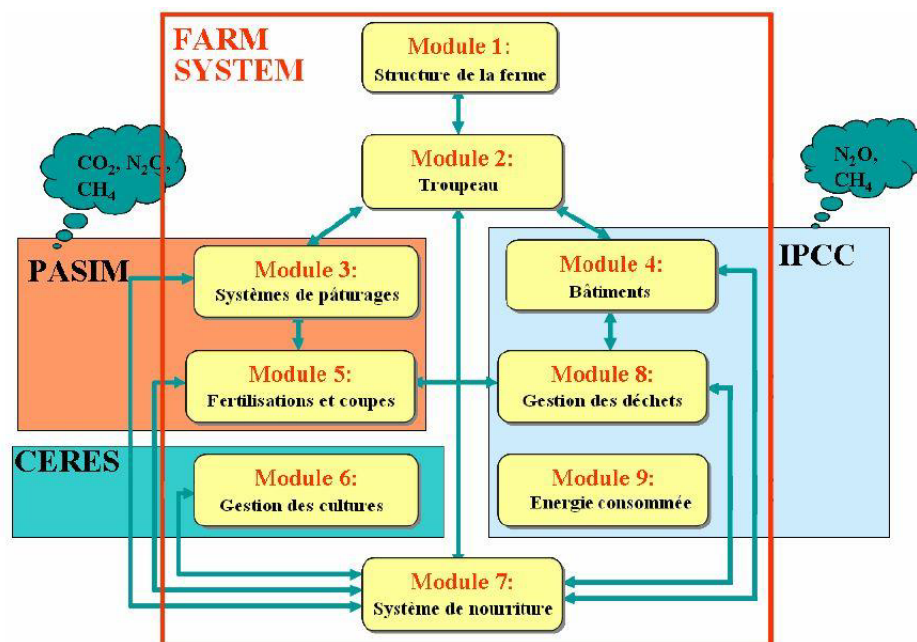 FARM
SYSTEM
Module 1:
Structure de la ferme
CO2, N2O,
CH4
Module 2:
Troupeau
N2O,
CH4
PASIM
Module 3:
Systèmes de pâturages
Module 4:
Bâtiments
IPCC
Module 5:
Fertilisations et coupes
Module 8:
Gestion des déchets
CERES
Module 6:
Gestion des cultures
Module 9:
Energie consommée
Module 7:
Système de nourriture